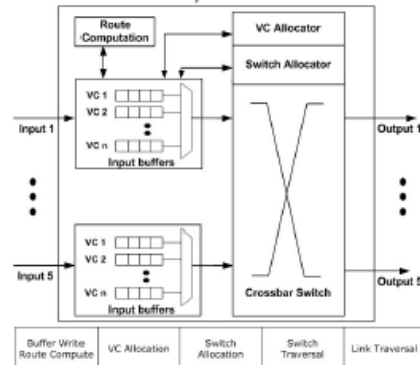 Route
Computation
VC Allocator
Switch Allocator
VC 1
VC 2
VC n
Input buffers
Input 1
Output 1
VC 1
VC 2
VC n
Input buffers
Input 5
Output 5
Crossbar Switch
Buffer Write
Route Compute
VC Allocation
Switch
Allocation
Switch
Traversal
Link Traversal